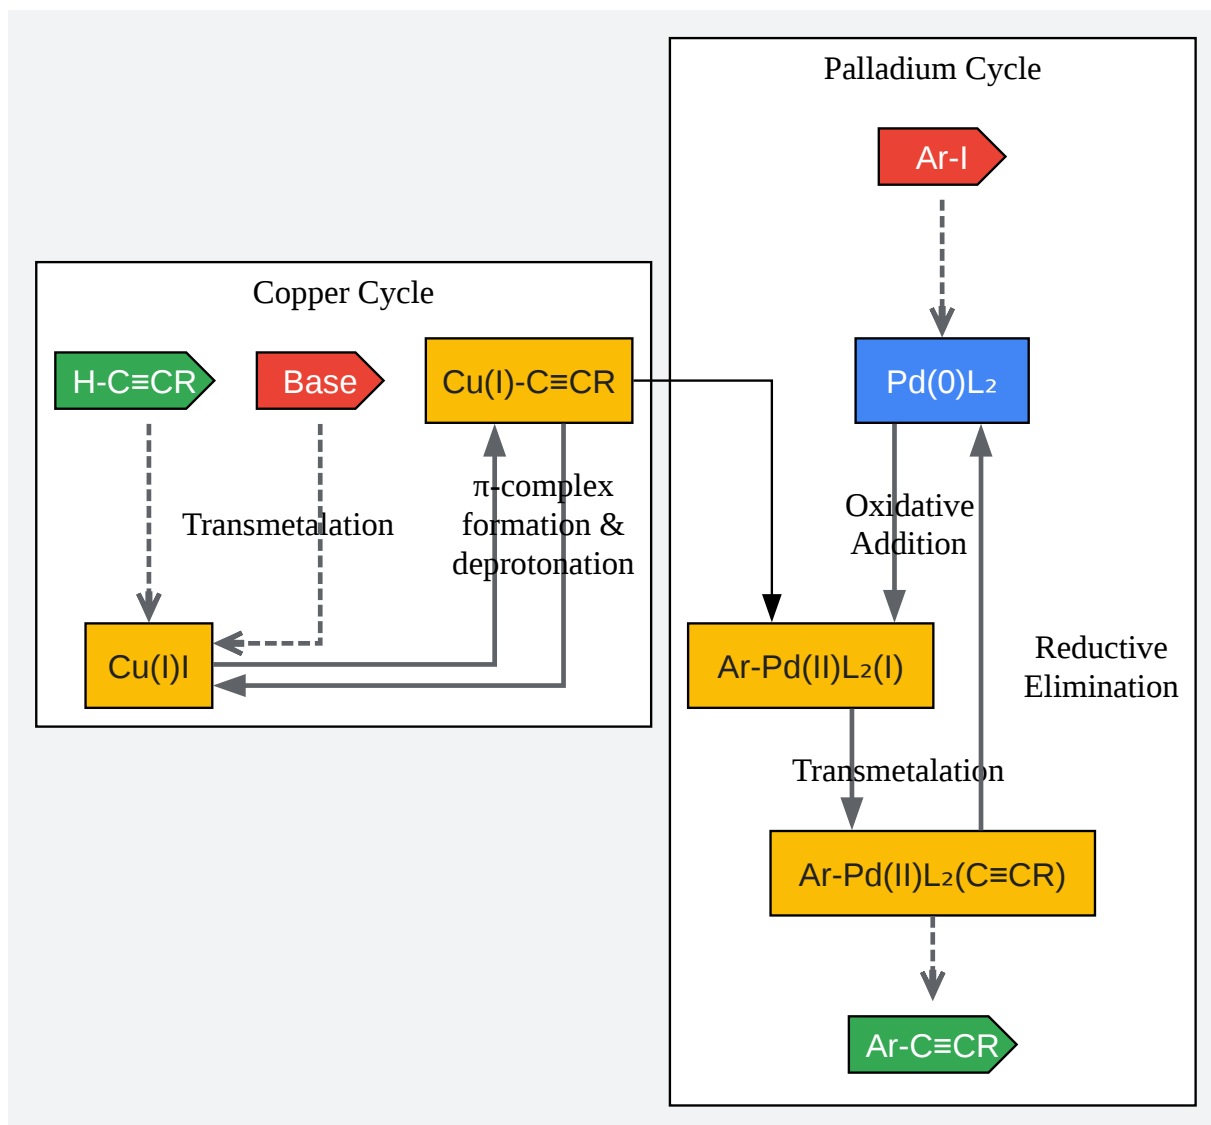 Palladium Cycle
Ar-I
Copper Cycle
H-C≡CR
Base
Cu(I)-C≡CR
Pd(0)L₂
π-complex
formation &
deprotonation
Transmetalation
Oxidative
Addition
Cu(I)I
Ar-Pd(II)L₂(I)
Reductive
Elimination
Transmetalation
Ar-Pd(II)L₂(C≡CR)
Ar-C≡CR